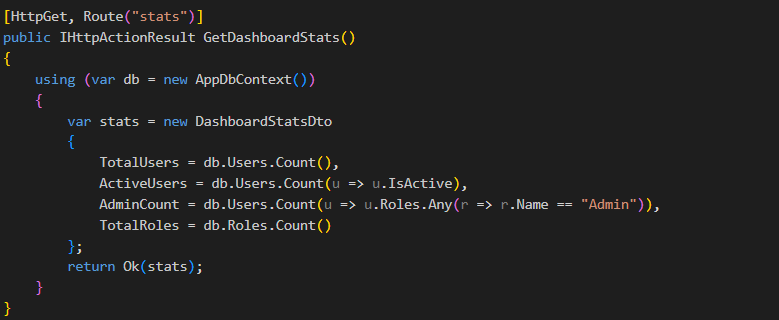 [HttpGet, Route("stats")]
public IHttpActionResult GetDashboardStats()
{
    using (var db = new AppDbContext())
    {
        var stats = new DashboardStatsDto
        {
            TotalUsers = db.Users.Count(),
            ActiveUsers = db.Users.Count(u => u.IsActive),
            AdminCount = db.Users.Count(u => u.Roles.Any(r => r.Name == "Admin")),
            TotalRoles = db.Roles.Count()
        };
        return Ok(stats);
    }
}